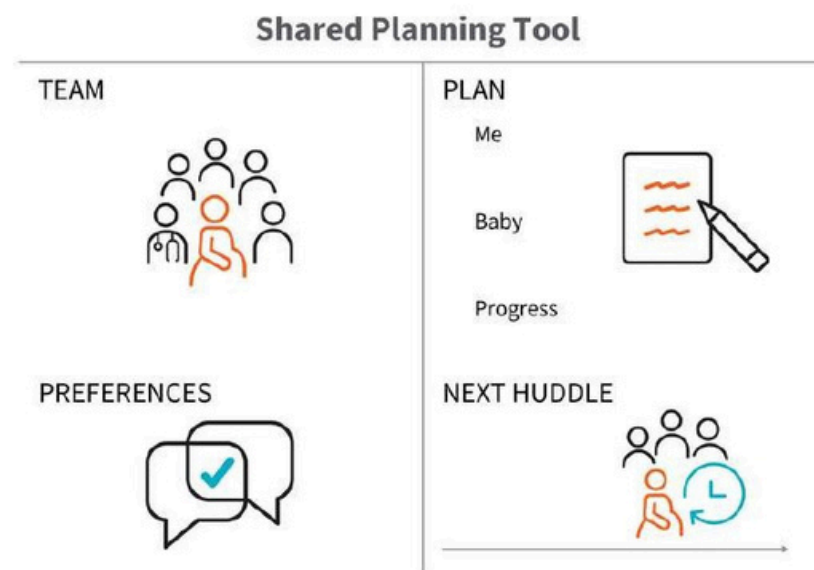 Shared Planning Tool
TEAM
PLAN
Me
Baby
Progress
PREFERENCES
NEXT HUDDLE